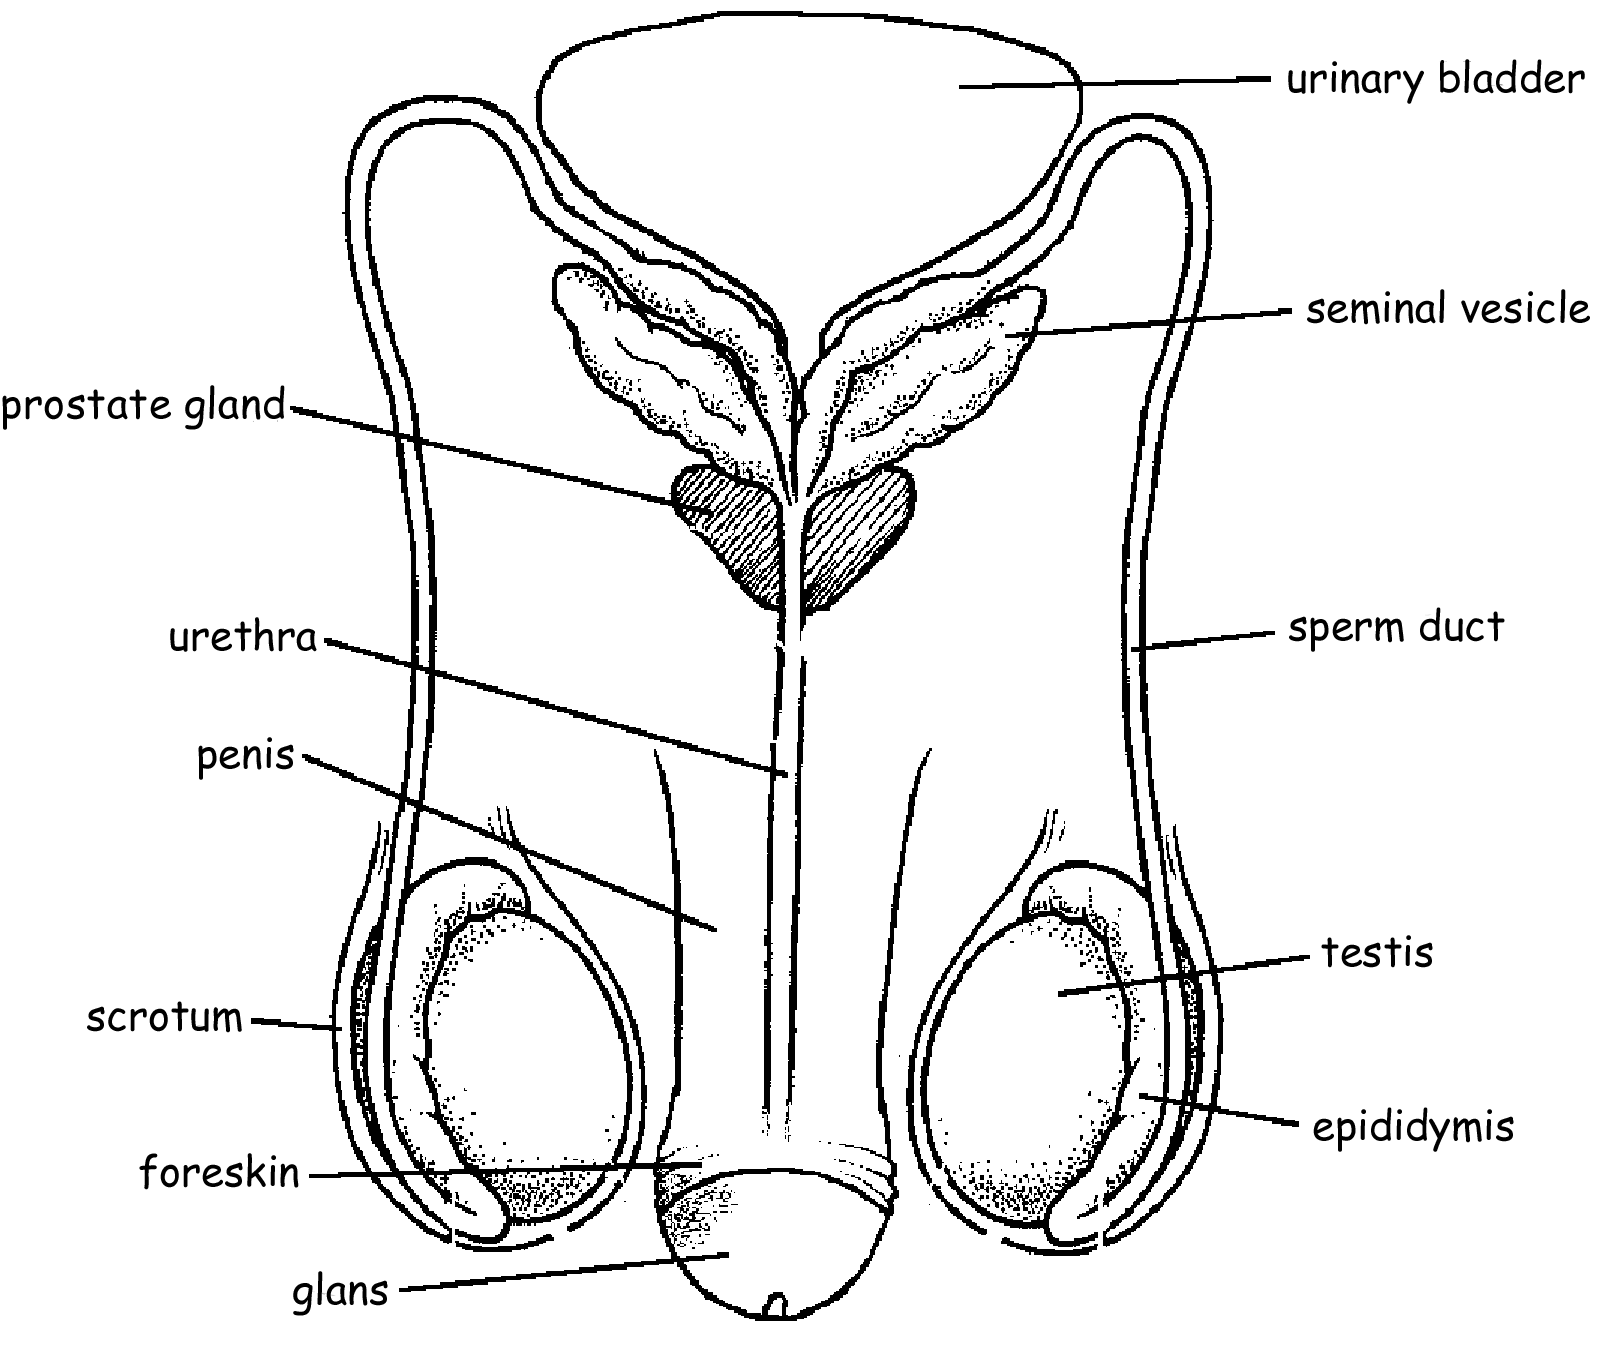 urinary bladder
seminal vesicle
prostate gland
sperm duct
urethra
penis
testis
scrotum
epididymis
foreskin
glans